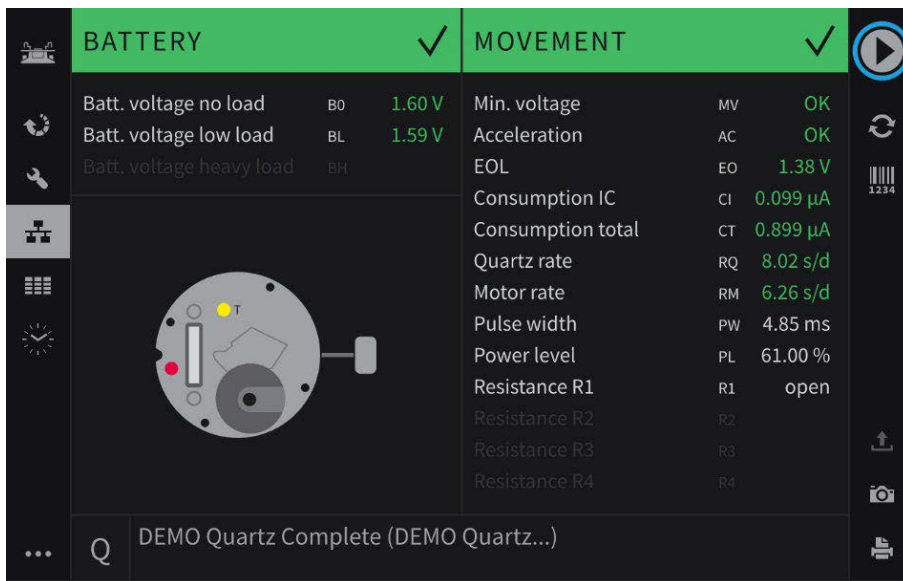 BATTERY
Batt. voltage no load B0 1.60 V
Batt. voltage low load BL 1.59 V
Batt. voltage heavy load BH
T
MOVEMENT
Min. voltage MV OK
Acceleration AC OK
EOL EO 1.38 V
Consumption IC CI 0.099 µA
Consumption total CT 0.899 µA
Quartz rate RQ 8.02 s/d
Motor rate RM 6.26 s/d
Pulse width PW 4.85 ms
Power level PL 61.00 %
Resistance R1 R1 open
Resistance R2 R2
Resistance R3 R3
Resistance R4 R4
1234
Q DEMO Quartz Complete (DEMO Quartz...)